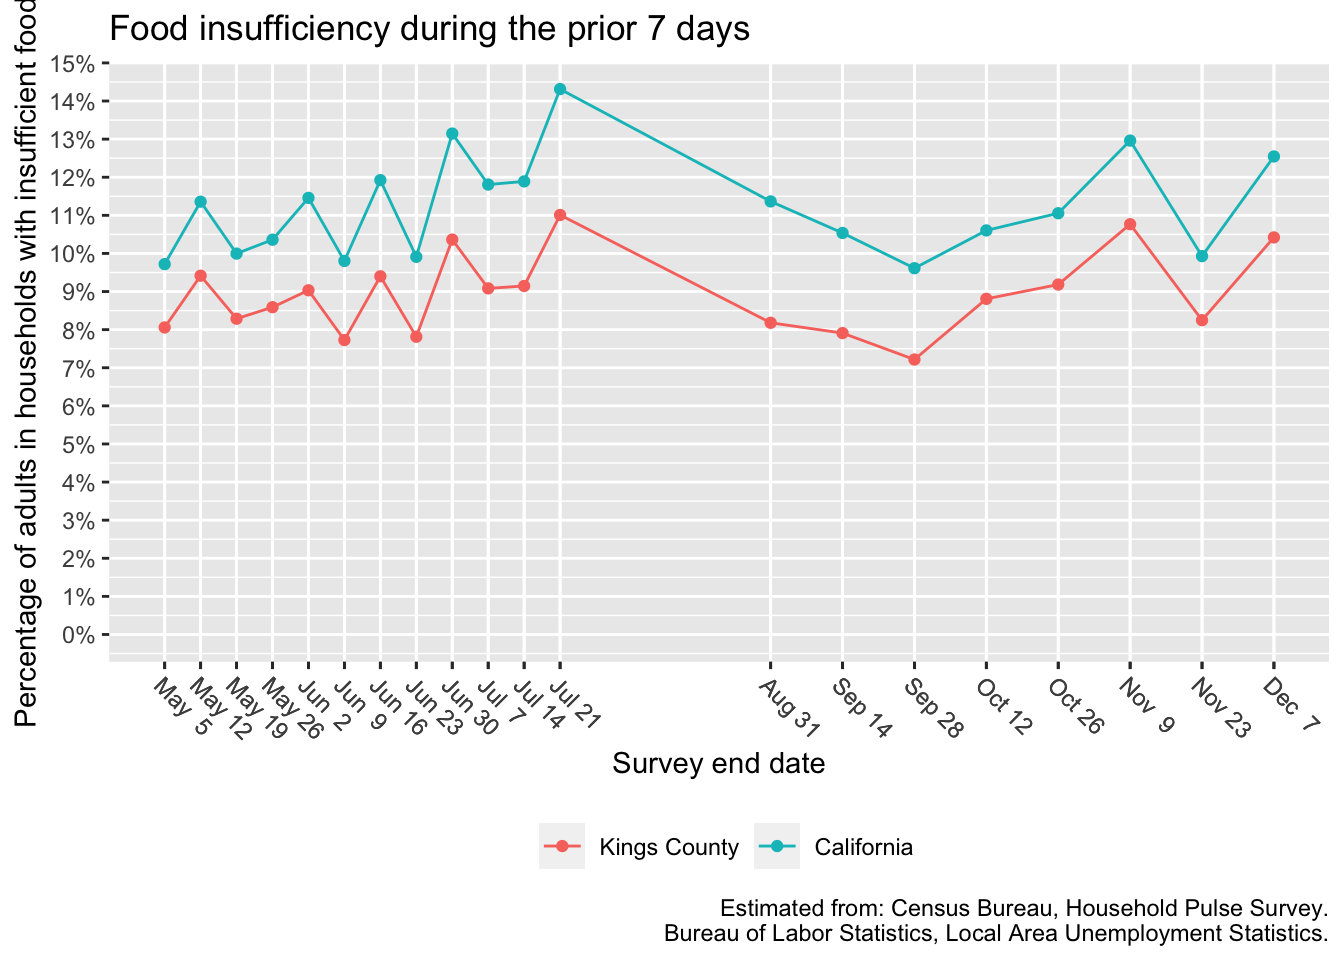 Food insufficiency during the prior 7 days
Percentage of adults in households with insufficient food
15%
14%
13%
12%
11%
10%
9%
8%
7%
6%
5%
4%
3%
2%
1%
0%
May 5
May 12
May 19
May 26
Jun 2
Jun 9
Jun 16
Jun 23
Jun 30
Jul 7
Jul 14
Jul 21
Aug 31
Sep 14
Sep 28
Oct 12
Oct 26
Nov 9
Nov 23
Dec 7
Survey end date
Kings County
California
Estimated from: Census Bureau, Household Pulse Survey.
Bureau of Labor Statistics, Local Area Unemployment Statistics.